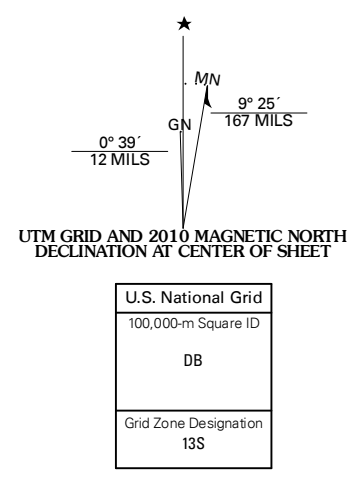 ★
MN
GN
9° 25´
167 MILS
0° 39´
12 MILS
UTM GRID AND 2010 MAGNETIC NORTH
DECLINATION AT CENTER OF SHEET
U.S. National Grid
100,000-m Square ID
DB
Grid Zone Designation
13S